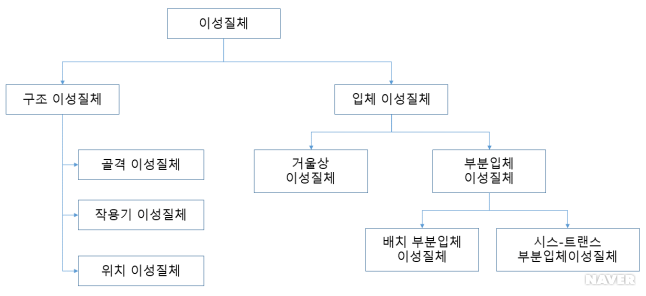 이성질체
구조 이성질체
입체 이성질체
골격 이성질체
거울상
이성질체
부분입체
이성질체
작용기 이성질체
배치 부분입체
이성질체
시스-트랜스
부분입체이성질체
위치 이성질체
NAVER